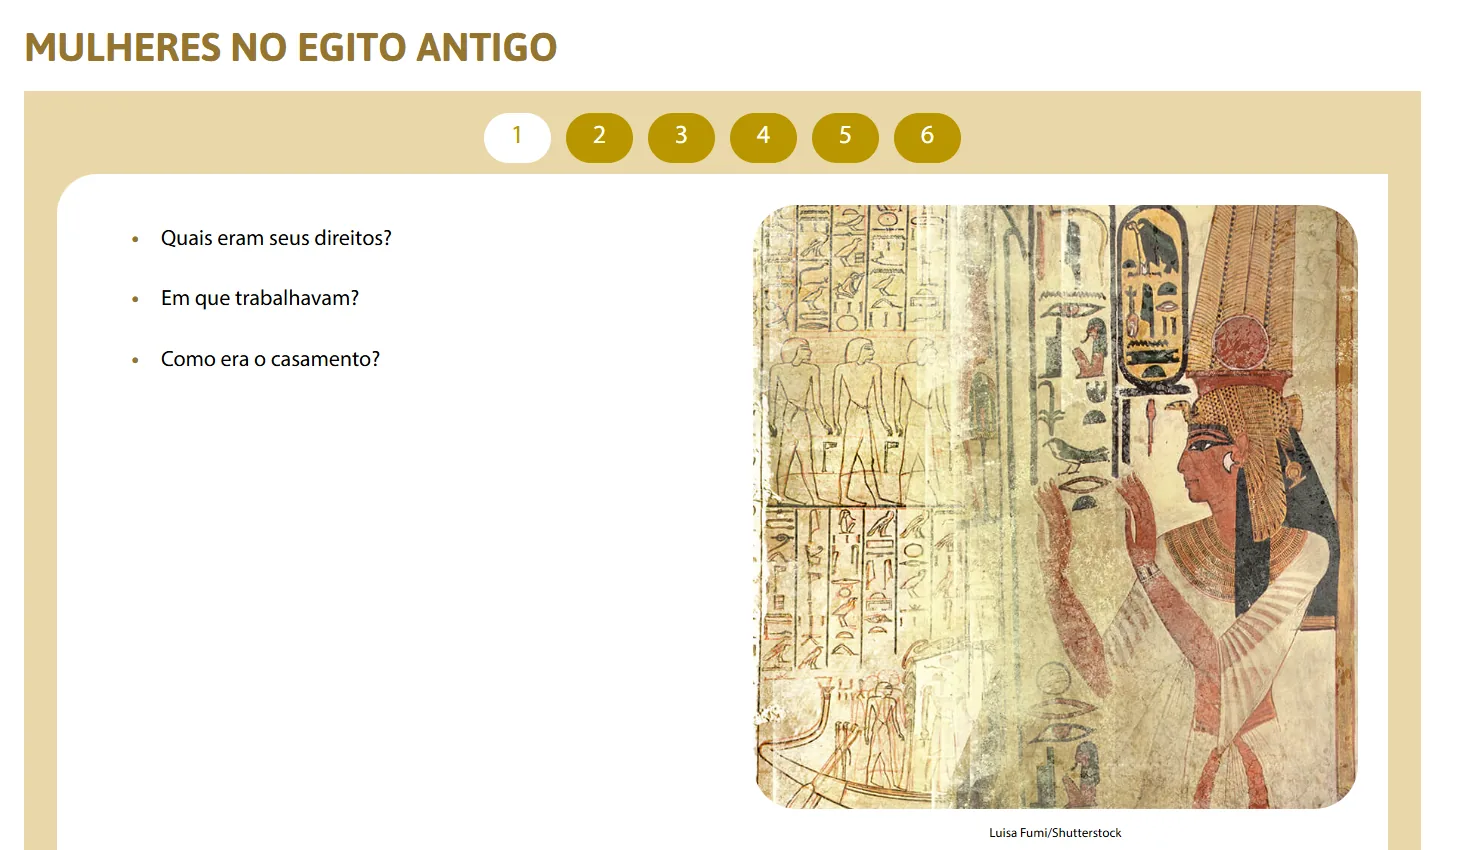 MULHERES NO EGITO ANTIGO
1 2 3 4 5 6
Quais eram seus direitos?
Em que trabalhavam?
Como era o casamento?
Luisa Fumi/Shutterstock